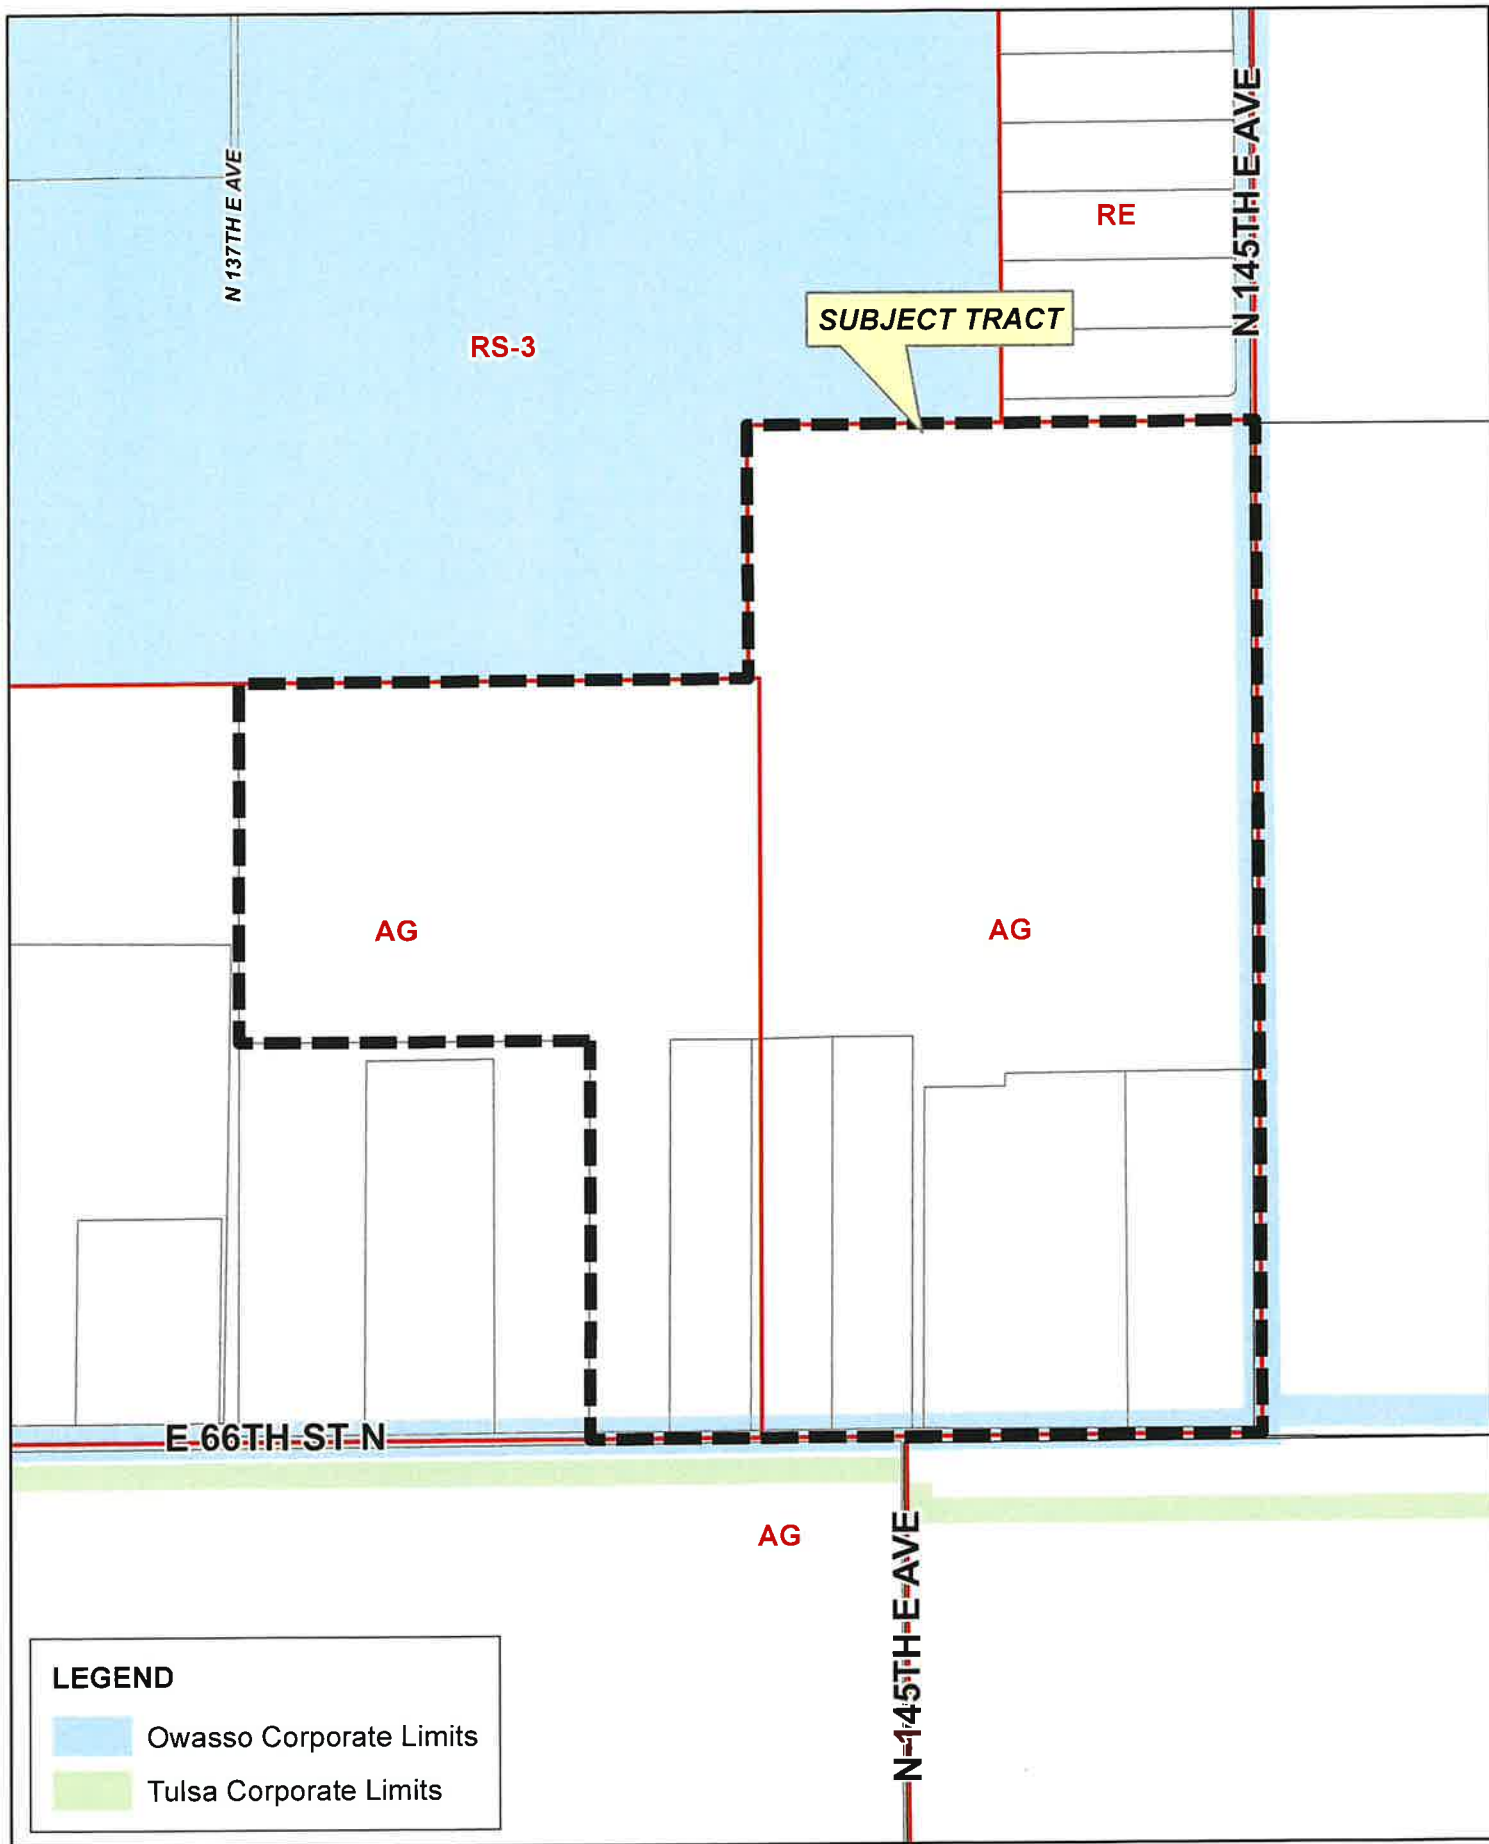 N 145TH E AVE
N 137TH E AVE
RE
SUBJECT TRACT
RS-3
AG
AG
E 66TH ST N
AG
N 145TH E AVE
LEGEND
Owasso Corporate Limits
Tulsa Corporate Limits